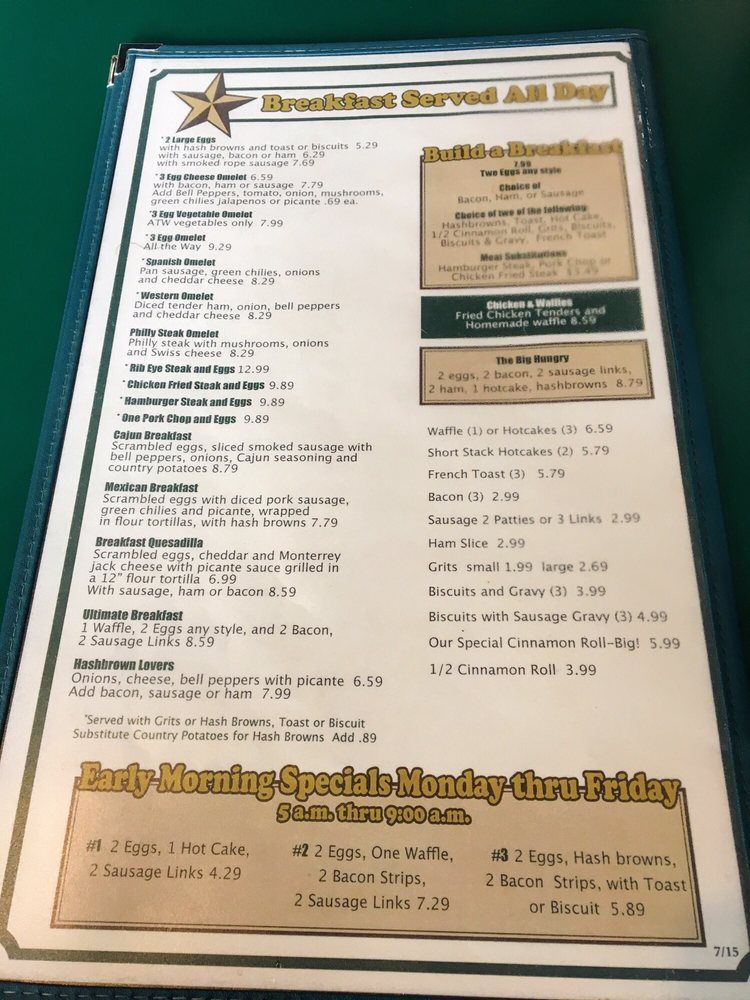 Breakfast Served All Day
*2 Large Eggs
with hash browns and toast or biscuits 5.29
with sausage, bacon or ham 6.29
with smoked rope sausage 7.69
*3 Egg Cheese Omelet 6.59
with bacon, ham or sausage 7.79
Add Bell Peppers, tomato, onion, mushrooms,
green chilies jalapenos or picante .69 ea.
*3 Egg Vegetable Omelet
ATW vegetables only 7.99
*3 Egg Omelet
All the Way 9.29
*Spanish Omelet
Pan sausage, green chilies, onions
and cheddar cheese 8.29
*Western Omelet
Diced tender ham, onion, bell peppers
and cheddar cheese 8.29
Philly Steak Omelet
Philly steak with mushrooms, onions
and Swiss cheese 8.29
*Rib Eye Steak and Eggs 12.99
*Chicken Fried Steak and Eggs 9.89
*Hamburger Steak and Eggs 9.89
*One Pork Chop and Eggs 9.89
Cajun Breakfast
Scrambled eggs, sliced smoked sausage with
bell peppers, onions, Cajun seasoning and
country potatoes 8.79
Mexican Breakfast
Scrambled eggs with diced pork sausage,
green chilies and picante, wrapped
in flour tortillas, with hash browns 7.79
Breakfast Quesadilla
Scrambled eggs, cheddar and Monterrey
jack cheese with picante sauce grilled in
a 12" flour tortilla 6.99
With sausage, ham or bacon 8.59
Ultimate Breakfast
1 Waffle, 2 Eggs any style, and 2 Bacon,
2 Sausage Links 8.59
Hashbrown Lovers
Onions, cheese, bell peppers with picante 6.59
Add bacon, sausage or ham 7.99
*Served with Grits or Hash Browns, Toast or Biscuit
Substitute Country Potatoes for Hash Browns Add .89
Build a Breakfast
7.99
Two Eggs any style
Choice of
Bacon, Ham, or Sausage
Choice of two of the following
Hashbrowns, Toast, Hot Cake,
1/2 Cinnamon Roll, Grits, Biscuits,
Biscuits & Gravy, French Toast
Meat Substitutions
Hamburger Steak, Pork Chop or
Chicken Fried Steak $3.49
Chicken & Waffles
Fried Chicken Tenders and
Homemade waffle 8.59
The Big Hungry
2 eggs, 2 bacon, 2 sausage links,
2 ham, 1 hotcake, hashbrowns 8.79
Waffle (1) or Hotcakes (3) 6.59
Short Stack Hotcakes (2) 5.79
French Toast (3) 5.79
Bacon (3) 2.99
Sausage 2 Patties or 3 Links 2.99
Ham Slice 2.99
Grits small 1.99 large 2.69
Biscuits and Gravy (3) 3.99
Biscuits with Sausage Gravy (3) 4.99
Our Special Cinnamon Roll-Big! 5.99
1/2 Cinnamon Roll 3.99
Early Morning Specials Monday thru Friday
5 a.m. thru 9:00 a.m.
#1 2 Eggs, 1 Hot Cake,
2 Sausage Links 4.29
#2 2 Eggs, One Waffle,
2 Bacon Strips,
2 Sausage Links 7.29
#3 2 Eggs, Hash browns,
2 Bacon Strips, with Toast
or Biscuit 5.89
7/15